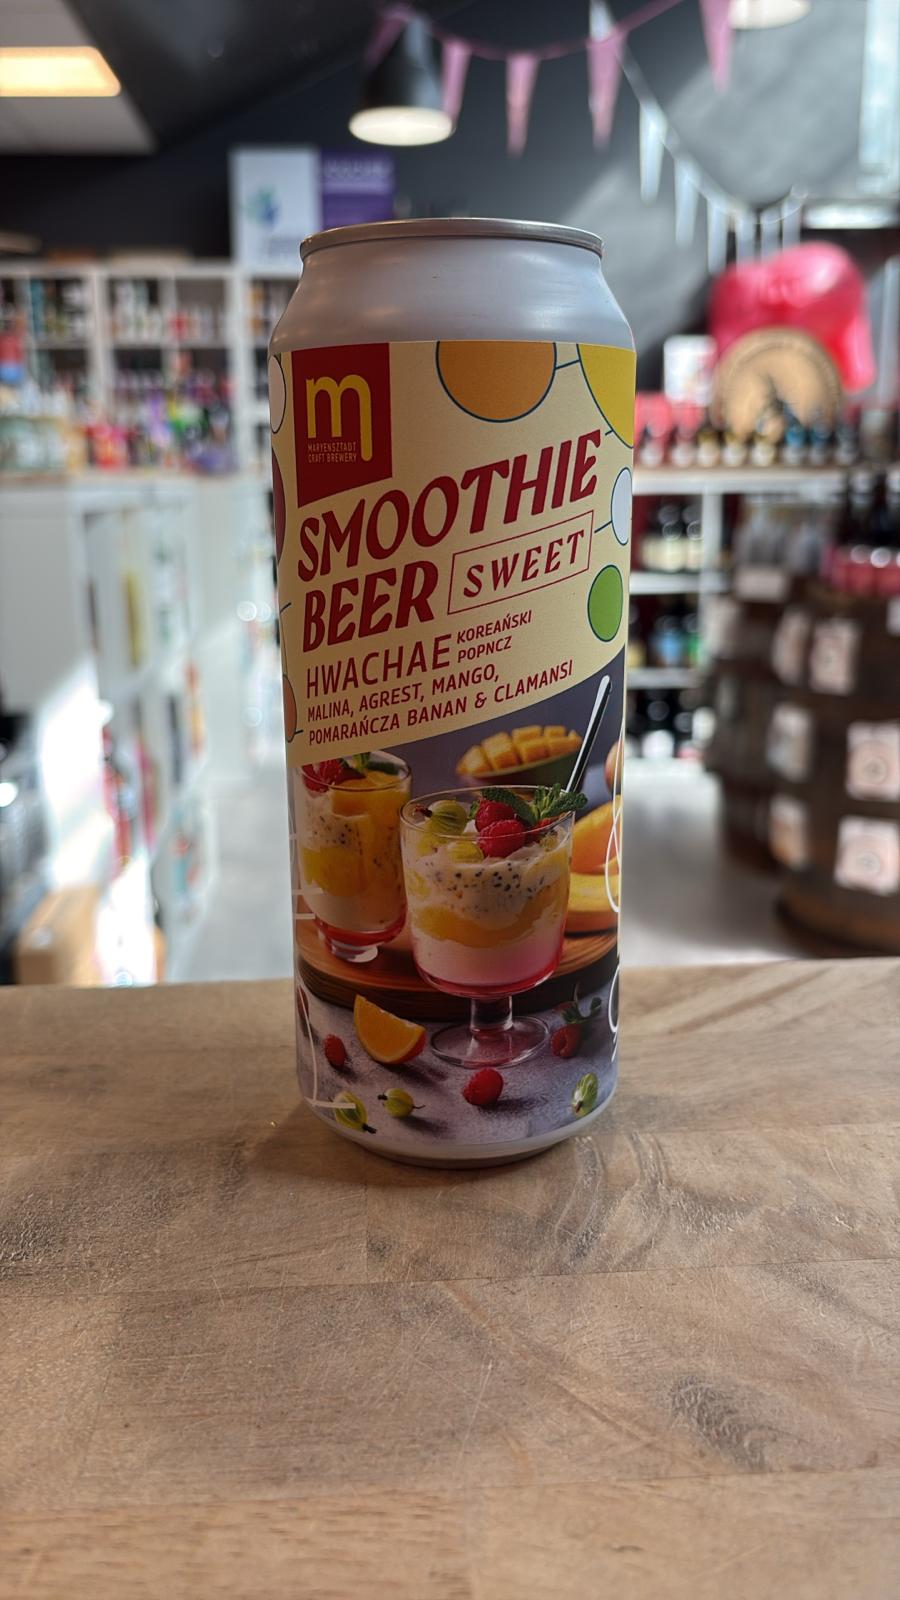 m
MARYENSZTADT
CRAFT BREWERY
SMOOTHIE
BEER SWEET
HWACHAE KOREAŃSKI
POPNCZ
MALINA, AGREST, MANGO,
POMARAŃCZA BANAN & CLAMANSI